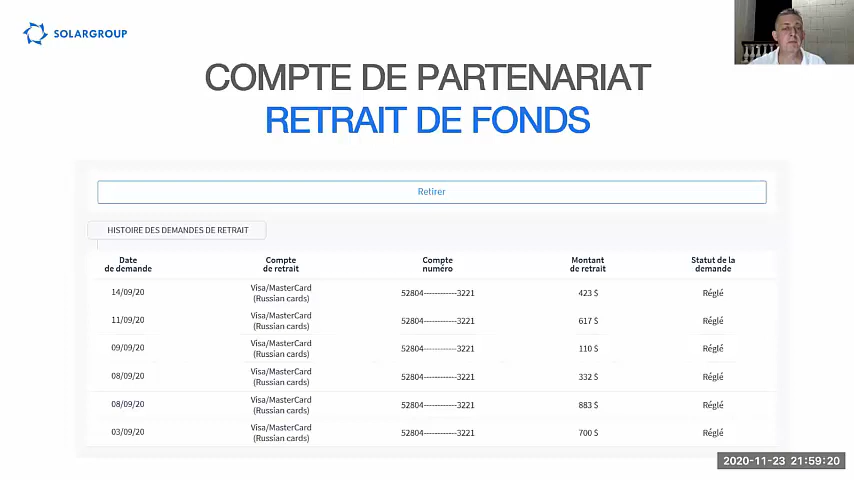 SOLARGROUP
COMPTE DE PARTENARIAT
RETRAIT DE FONDS
Retirer
HISTOIRE DES DEMANDES DE RETRAIT
Date de demande Compte de retrait Compte numéro Montant de retrait Statut de la demande
14/09/20 Visa/MasterCard (Russian cards) 52804------------3221 423 $ Réglé
11/09/20 Visa/MasterCard (Russian cards) 52804------------3221 617 $ Réglé
09/09/20 Visa/MasterCard (Russian cards) 52804------------3221 110 $ Réglé
08/09/20 Visa/MasterCard (Russian cards) 52804------------3221 332 $ Réglé
08/09/20 Visa/MasterCard (Russian cards) 52804------------3221 883 $ Réglé
03/09/20 Visa/MasterCard (Russian cards) 52804------------3221 700 $ Réglé
2020-11-23 21:59:20